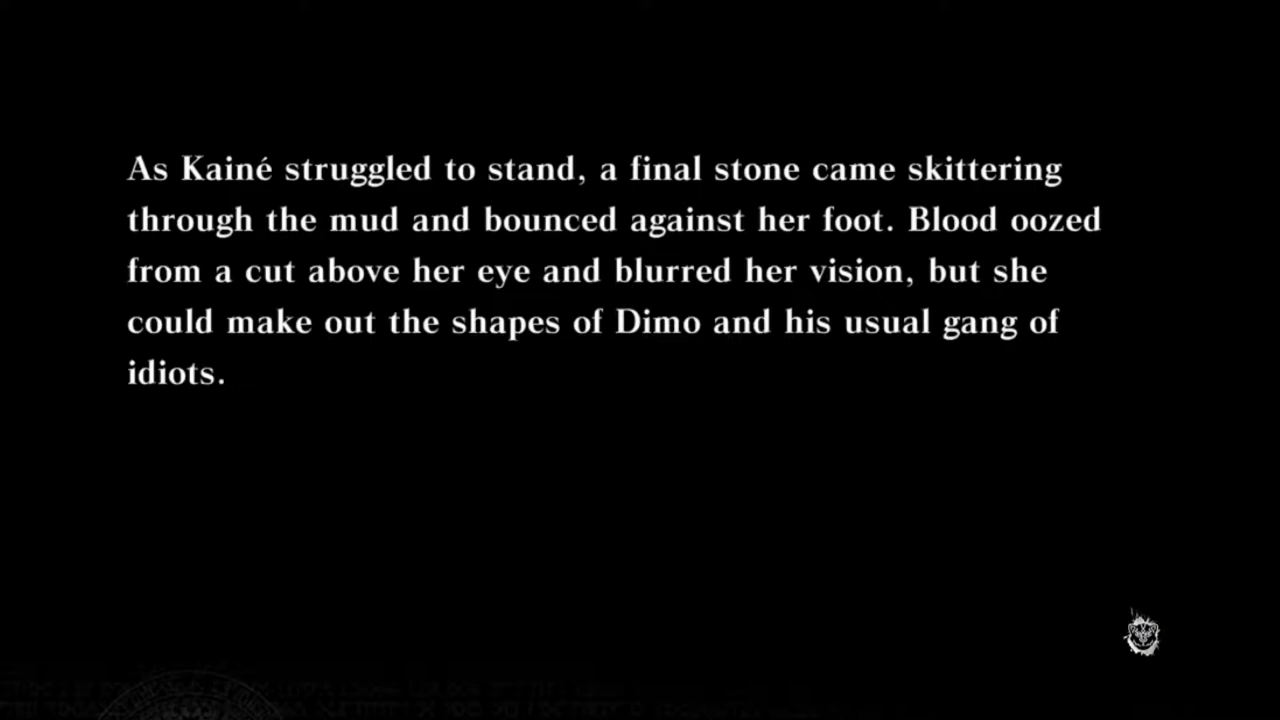 As Kainé struggled to stand, a final stone came skittering
through the mud and bounced against her foot. Blood oozed
from a cut above her eye and blurred her vision, but she
could make out the shapes of Dimo and his usual gang of
idiots.